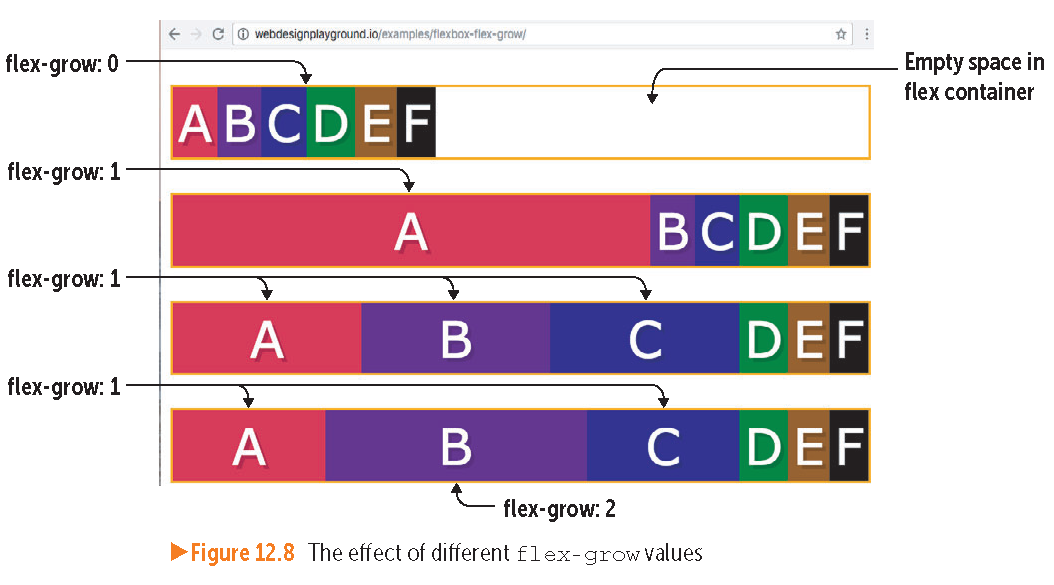 webdesignplayground.io/examples/flexbox-flex-grow/
flex-grow: 0
Empty space in
flex container
A B C D E F
flex-grow: 1
A B C D E F
flex-grow: 1
A B C D E F
flex-grow: 1
A B C D E F
flex-grow: 2
Figure 12.8 The effect of different flex-grow values